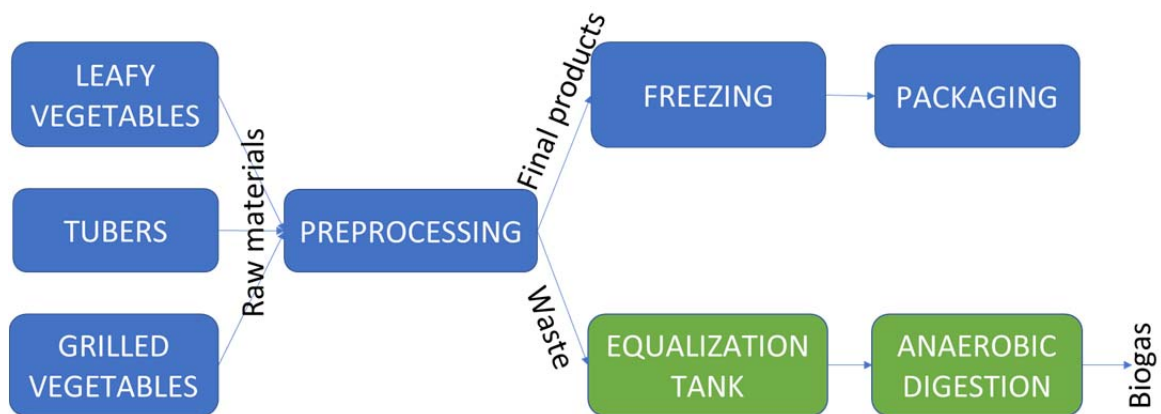 LEAFY
VEGETABLES
TUBERS
GRILLED
VEGETABLES
Raw materials
PREPROCESSING
Final products
FREEZING
PACKAGING
Waste
EQUALIZATION
TANK
ANAEROBIC
DIGESTION
Biogas